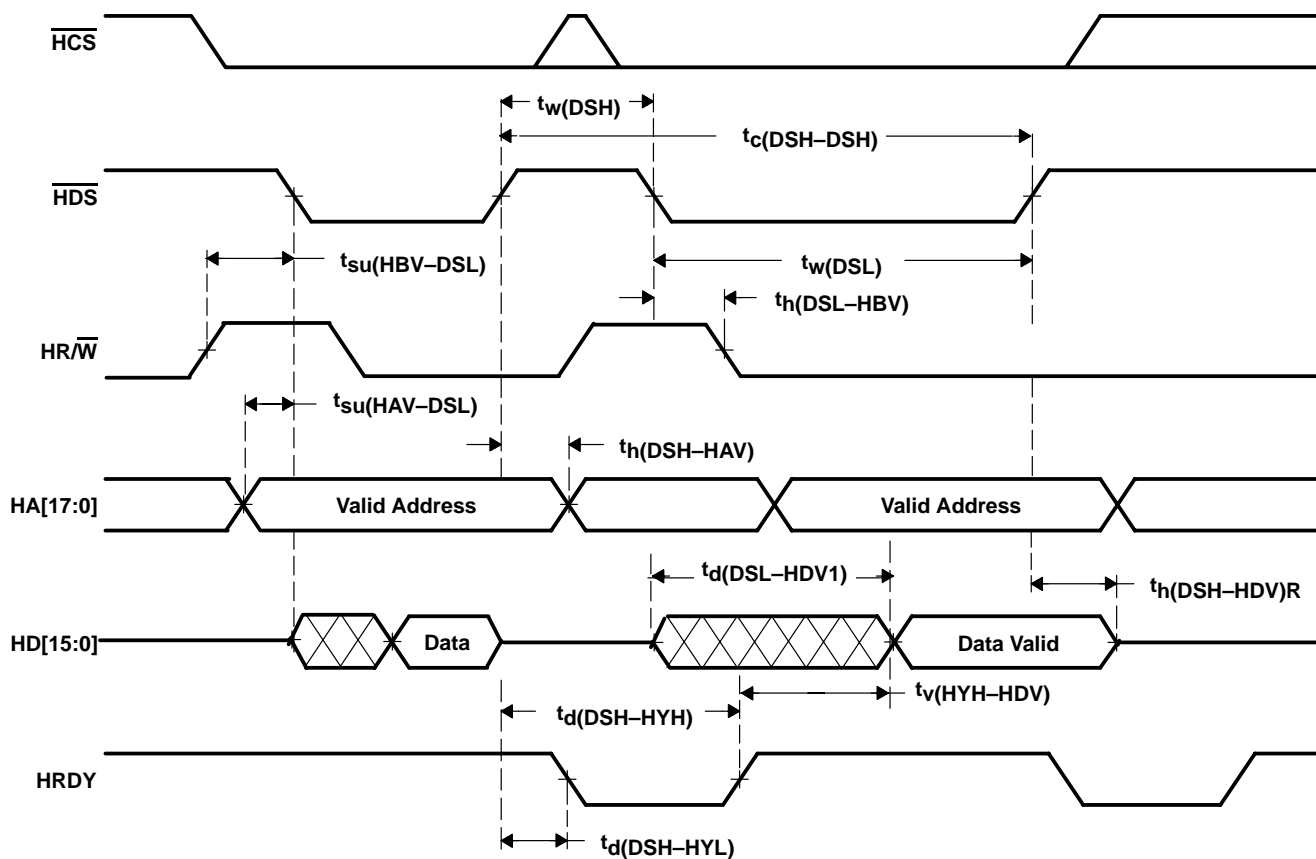 HCS
tw(DSH)
tc(DSH–DSH)
HDS
tsu(HBV–DSL)
tw(DSL)
th(DSL–HBV)
HR/W
tsu(HAV–DSL)
th(DSH–HAV)
HA[17:0]
Valid Address
Valid Address
td(DSL–HDV1)
th(DSH–HDV)R
HD[15:0]
Data
Data Valid
tv(HYH–HDV)
td(DSH–HYH)
HRDY
td(DSH–HYL)